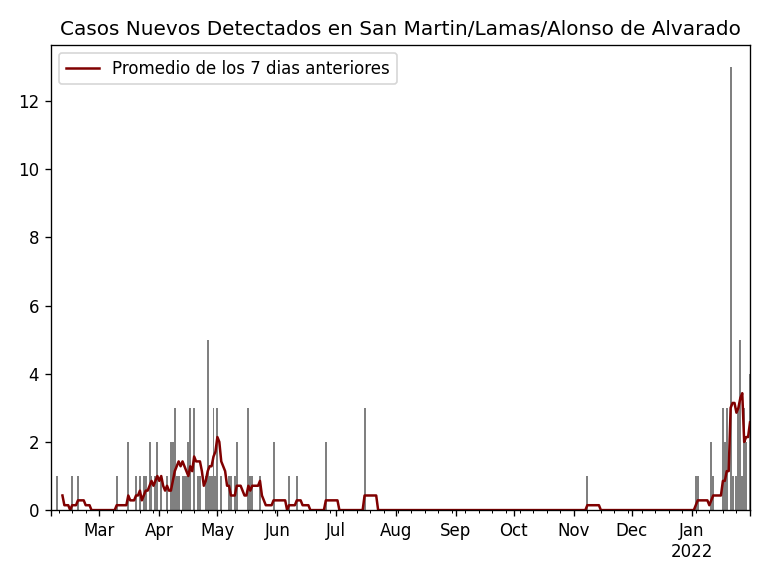 Casos Nuevos Detectados en San Martin/Lamas/Alonso de Alvarado
Promedio de los 7 dias anteriores
12
10
8
6
4
2
0
Mar Apr May Jun Jul Aug Sep Oct Nov Dec Jan
2022